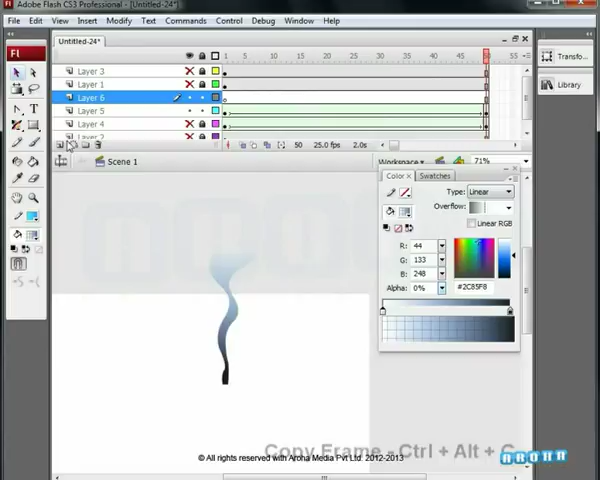 Adobe Flash CS3 Professional - [Untitled-24*]
File Edit View Insert Modify Text Commands Control Debug Window Help
Fl
Untitled-24*
1 5 10 15 20 25 30 35 40 45 50 55
Layer 3
Layer 1
Layer 6
Layer 5
Layer 4
Layer 2
50 25.0 fps 2.0s
Scene 1
Workspace
71%
Transfo...
Library
Color Swatches
Type: Linear
Overflow:
Linear RGB
R: 44
G: 133
B: 248
Alpha: 0%
#2C85F8
Copy Frame - Ctrl + Alt + C
© All rights reserved with Aroha Media Pvt Ltd. 2012-2013
AROHA